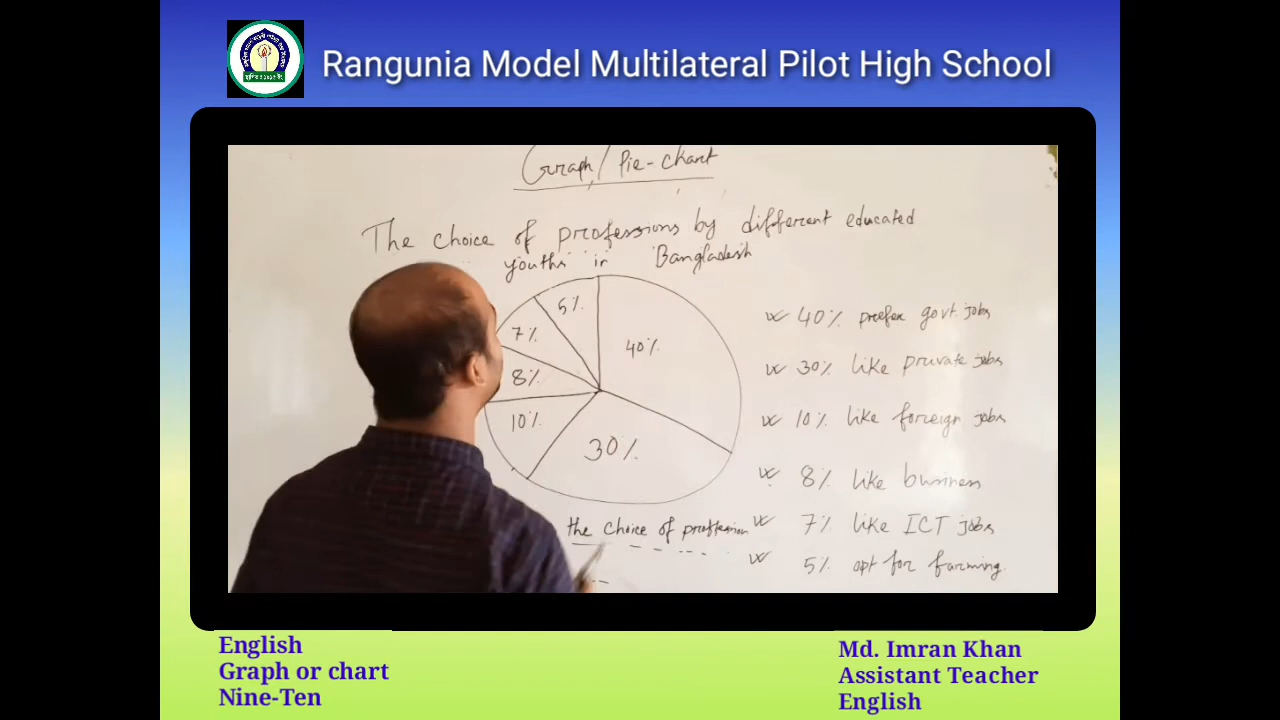 Rangunia Model Multilateral Pilot High School
Graph/Pie-chart
The choice of professions by different educated
youths in Bangladesh
5%
7%
40%
8%
10%
30%
40% prefer govt. jobs
30% like private jobs
10% like foreign jobs
8% like business
7% like ICT jobs
5% opt for farming
the choice of profession
English
Graph or chart
Nine-Ten
Md. Imran Khan
Assistant Teacher
English